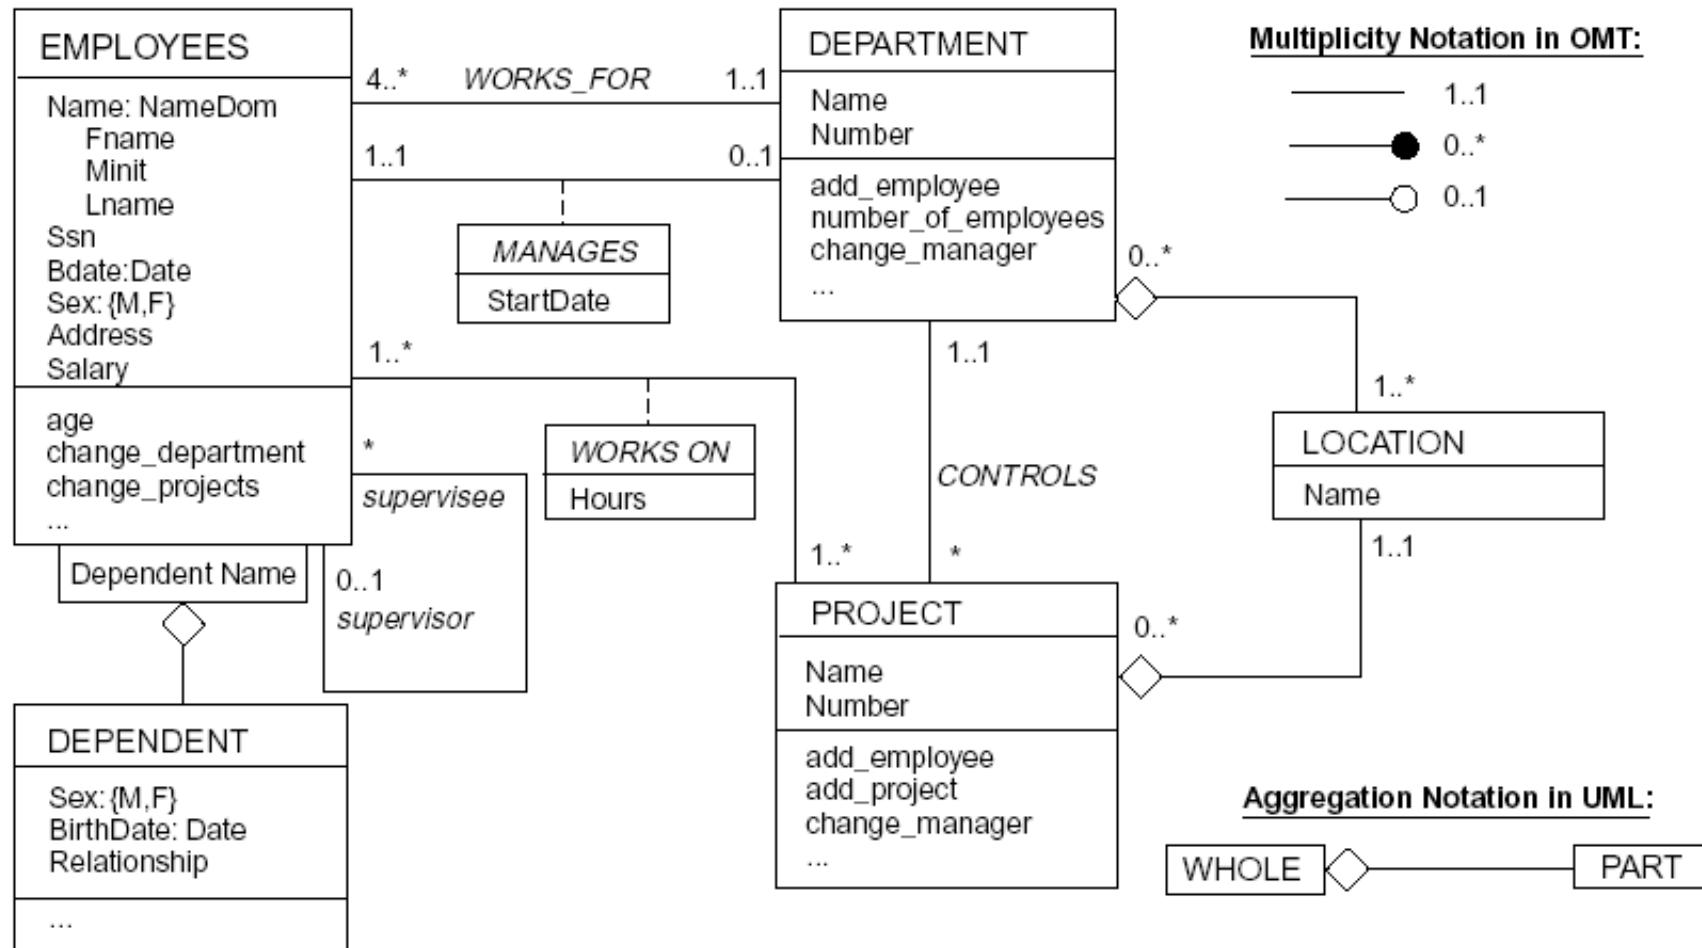 EMPLOYEES
Name: NameDom
Fname
Minit
Lname
Ssn
Bdate:Date
Sex: {M,F}
Address
Salary
age
change_department
change_projects
...
4..*
WORKS_FOR
1..1
1..1
0..1
MANAGES
StartDate
DEPARTMENT
Name
Number
add_employee
number_of_employees
change_manager
...
Multiplicity Notation in OMT:
1..1
0..*
0..1
0..*
1..*
LOCATION
Name
1..1
1..*
WORKS ON
Hours
1..*
1..1
CONTROLS
*
*
supervisee
0..1
supervisor
Dependent Name
DEPENDENT
Sex: {M,F}
BirthDate: Date
Relationship
...
PROJECT
Name
Number
add_employee
add_project
change_manager
...
0..*
Aggregation Notation in UML:
WHOLE
PART